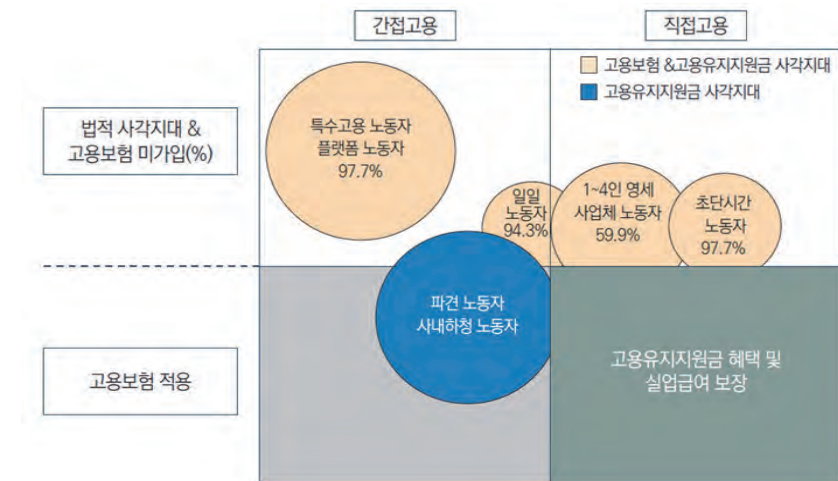 간접고용
직접고용
고용보험 &고용유지지원금 사각지대
고용유지지원금 사각지대
법적 사각지대 &
고용보험 미가입(%)
특수고용 노동자
플랫폼 노동자
97.7%
일일
노동자
94.3%
1~4인 영세
사업체 노동자
59.9%
초단시간
노동자
97.7%
파견 노동자
사내하청 노동자
고용보험 적용
고용유지지원금 혜택 및
실업급여 보장